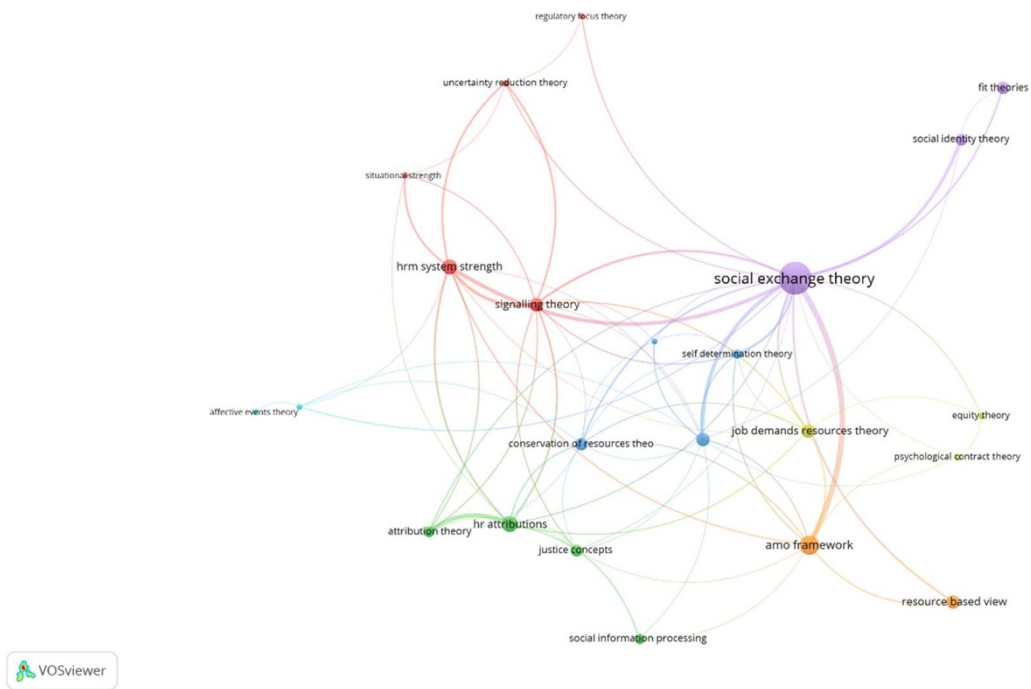 regulatory focus theory
uncertainty reduction theory
fit theories
social identity theory
situational strength
hrm system strength
social exchange theory
signalling theory
self determination theory
affective events theory
equity theory
job demands resources theory
conservation of resources theo
psychological contract theory
hr attributions
attribution theory
justice concepts
amo framework
resource based view
social information processing
VOSviewer